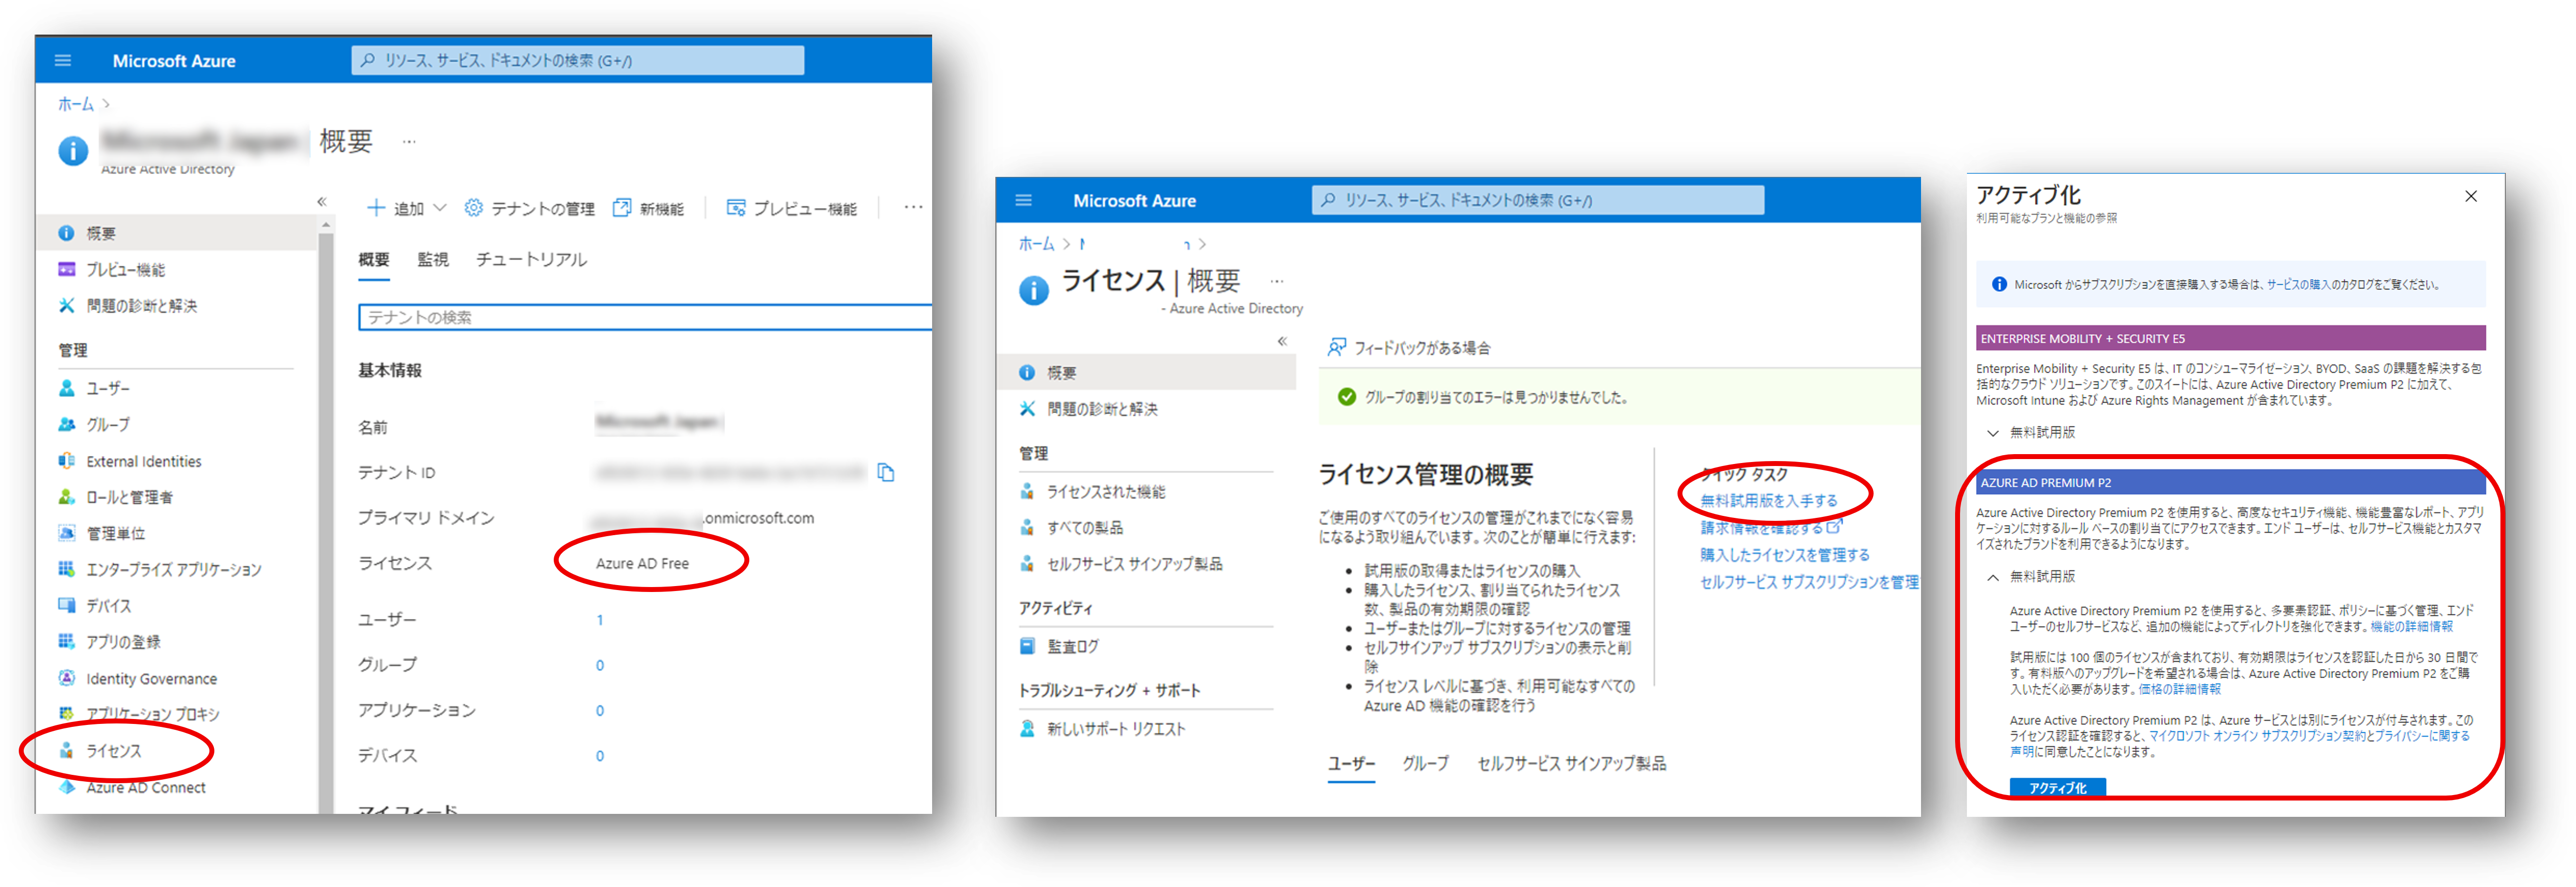 Microsoft Azure
リソース、サービス、ドキュメントの検索 (G+/)
ホーム >
概要 ...
Azure Active Directory
«
概要
プレビュー機能
問題の診断と解決
管理
ユーザー
グループ
External Identities
ロールと管理者
管理単位
エンタープライズ アプリケーション
デバイス
アプリの登録
Identity Governance
アプリケーション プロキシ
ライセンス
Azure AD Connect
追加 テナントの管理 新機能 プレビュー機能 ...
概要 監視 チュートリアル
テナントの検索
基本情報
名前
テナント ID
プライマリ ドメイン .onmicrosoft.com
ライセンス Azure AD Free
ユーザー 1
グループ 0
アプリケーション 0
デバイス 0
マイ フィード
Microsoft Azure
リソース、サービス、ドキュメントの検索 (G+/)
ホーム > >
ライセンス | 概要 ...
- Azure Active Directory
«
概要
問題の診断と解決
管理
ライセンスされた機能
すべての製品
セルフサービス サインアップ製品
アクティビティ
監査ログ
トラブルシューティング + サポート
新しいサポート リクエスト
フィードバックがある場合
グループの割り当てのエラーは見つかりませんでした。
ライセンス管理の概要
ご使用のすべてのライセンスの管理がこれまでになく容易
になるよう取り組んでいます。次のことが簡単に行えます:
• 試用版の取得またはライセンスの購入
• 購入したライセンス、割り当てられたライセンス
数、製品の有効期限の確認
• ユーザーまたはグループに対するライセンスの管理
• セルフサインアップ サブスクリプションの表示と削
除
• ライセンス レベルに基づき、利用可能なすべての
Azure AD 機能の確認を行う
クイック タスク
無料試用版を入手する
請求情報を確認する
購入したライセンスを管理する
セルフサービス サブスクリプションを管理
ユーザー グループ セルフサービス サインアップ製品
アクティブ化
利用可能なプランと機能の参照
Microsoft からサブスクリプションを直接購入する場合は、サービスの購入のカタログをご覧ください。
ENTERPRISE MOBILITY + SECURITY E5
Enterprise Mobility + Security E5 は、IT のコンシューマライゼーション、BYOD、SaaS の課題を解決する包
括的なクラウド ソリューションです。このスイートには、Azure Active Directory Premium P2 に加えて、
Microsoft Intune および Azure Rights Management が含まれています。
無料試用版
AZURE AD PREMIUM P2
Azure Active Directory Premium P2 を使用すると、高度なセキュリティ機能、機能豊富なレポート、アプリ
ケーションに対するルール ベースの割り当てにアクセスできます。エンド ユーザーは、セルフサービス機能とカスタマ
イズされたブランドを利用できるようになります。
無料試用版
Azure Active Directory Premium P2 を使用すると、多要素認証、ポリシーに基づく管理、エンド
ユーザーのセルフサービスなど、追加の機能によってディレクトリを強化できます。機能の詳細情報
試用版には 100 個のライセンスが含まれており、有効期限はライセンスを認証した日から 30 日間で
す。有料版へのアップグレードを希望される場合は、Azure Active Directory Premium P2 をご購
入いただく必要があります。価格の詳細情報
Azure Active Directory Premium P2 は、Azure サービスとは別にライセンスが付与されます。この
ライセンス認証を確認すると、マイクロソフト オンライン サブスクリプション契約とプライバシーに関する
声明に同意したことになります。
アクティブ化